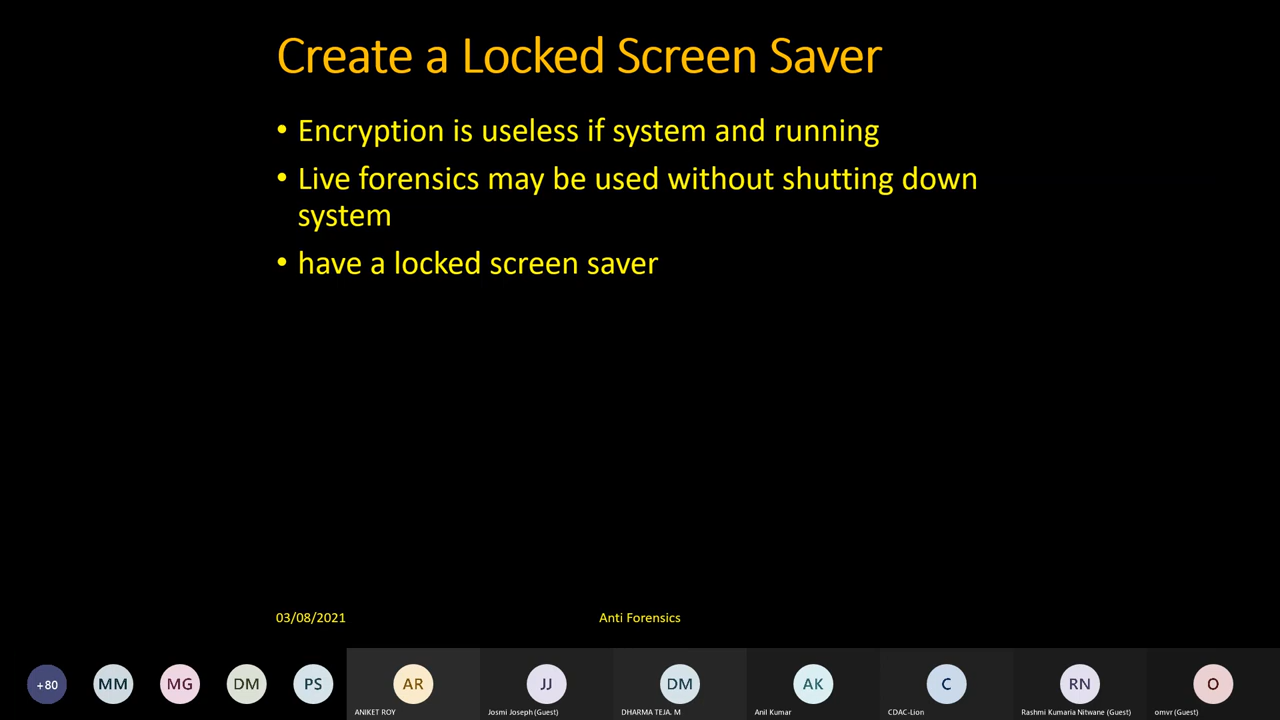 Create a Locked Screen Saver
• Encryption is useless if system and running
• Live forensics may be used without shutting down
system
• have a locked screen saver
03/08/2021
Anti Forensics
+80
MM
MG
DM
PS
AR
JJ
DM
AK
C
RN
O
ANIKET ROY
Josmi Joseph (Guest)
DHARMA TEJA. M
Anil Kumar
CDAC-Lion
Rashmi Kumaria Nitwane (Guest)
omvr (Guest)